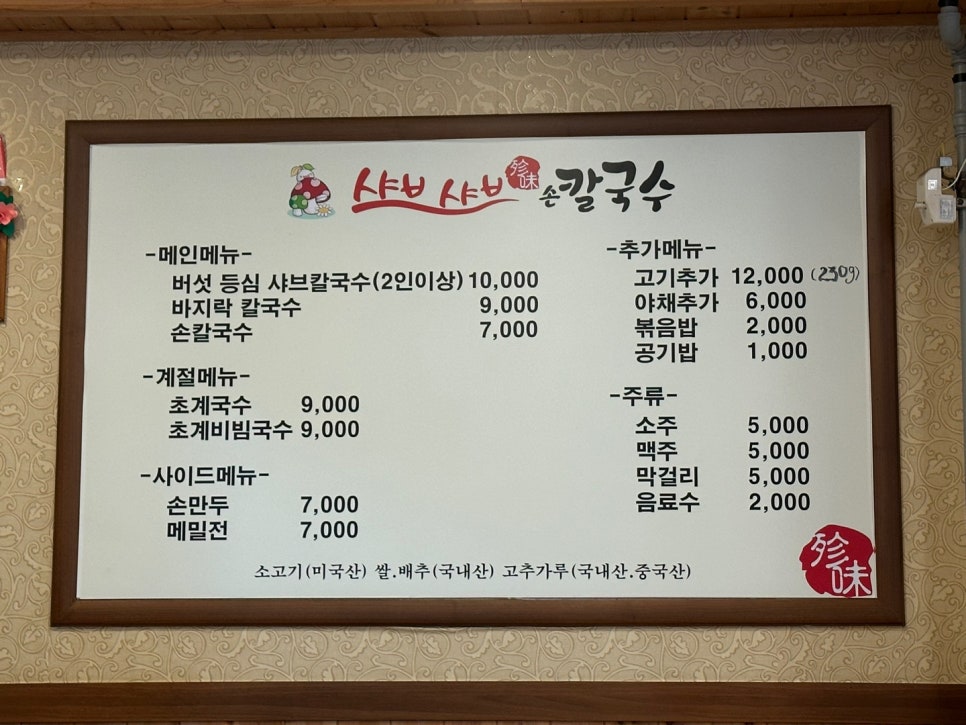 샤브 샤브 珍味 손칼국수
-메인메뉴-
버섯 등심 샤브칼국수(2인이상) 10,000
바지락 칼국수 9,000
손칼국수 7,000
-계절메뉴-
초계국수 9,000
초계비빔국수 9,000
-사이드메뉴-
손만두 7,000
메밀전 7,000
-추가메뉴-
고기추가 12,000 (230g)
야채추가 6,000
볶음밥 2,000
공기밥 1,000
-주류-
소주 5,000
맥주 5,000
막걸리 5,000
음료수 2,000
소고기(미국산) 쌀.배추(국내산) 고추가루(국내산.중국산)
珍味